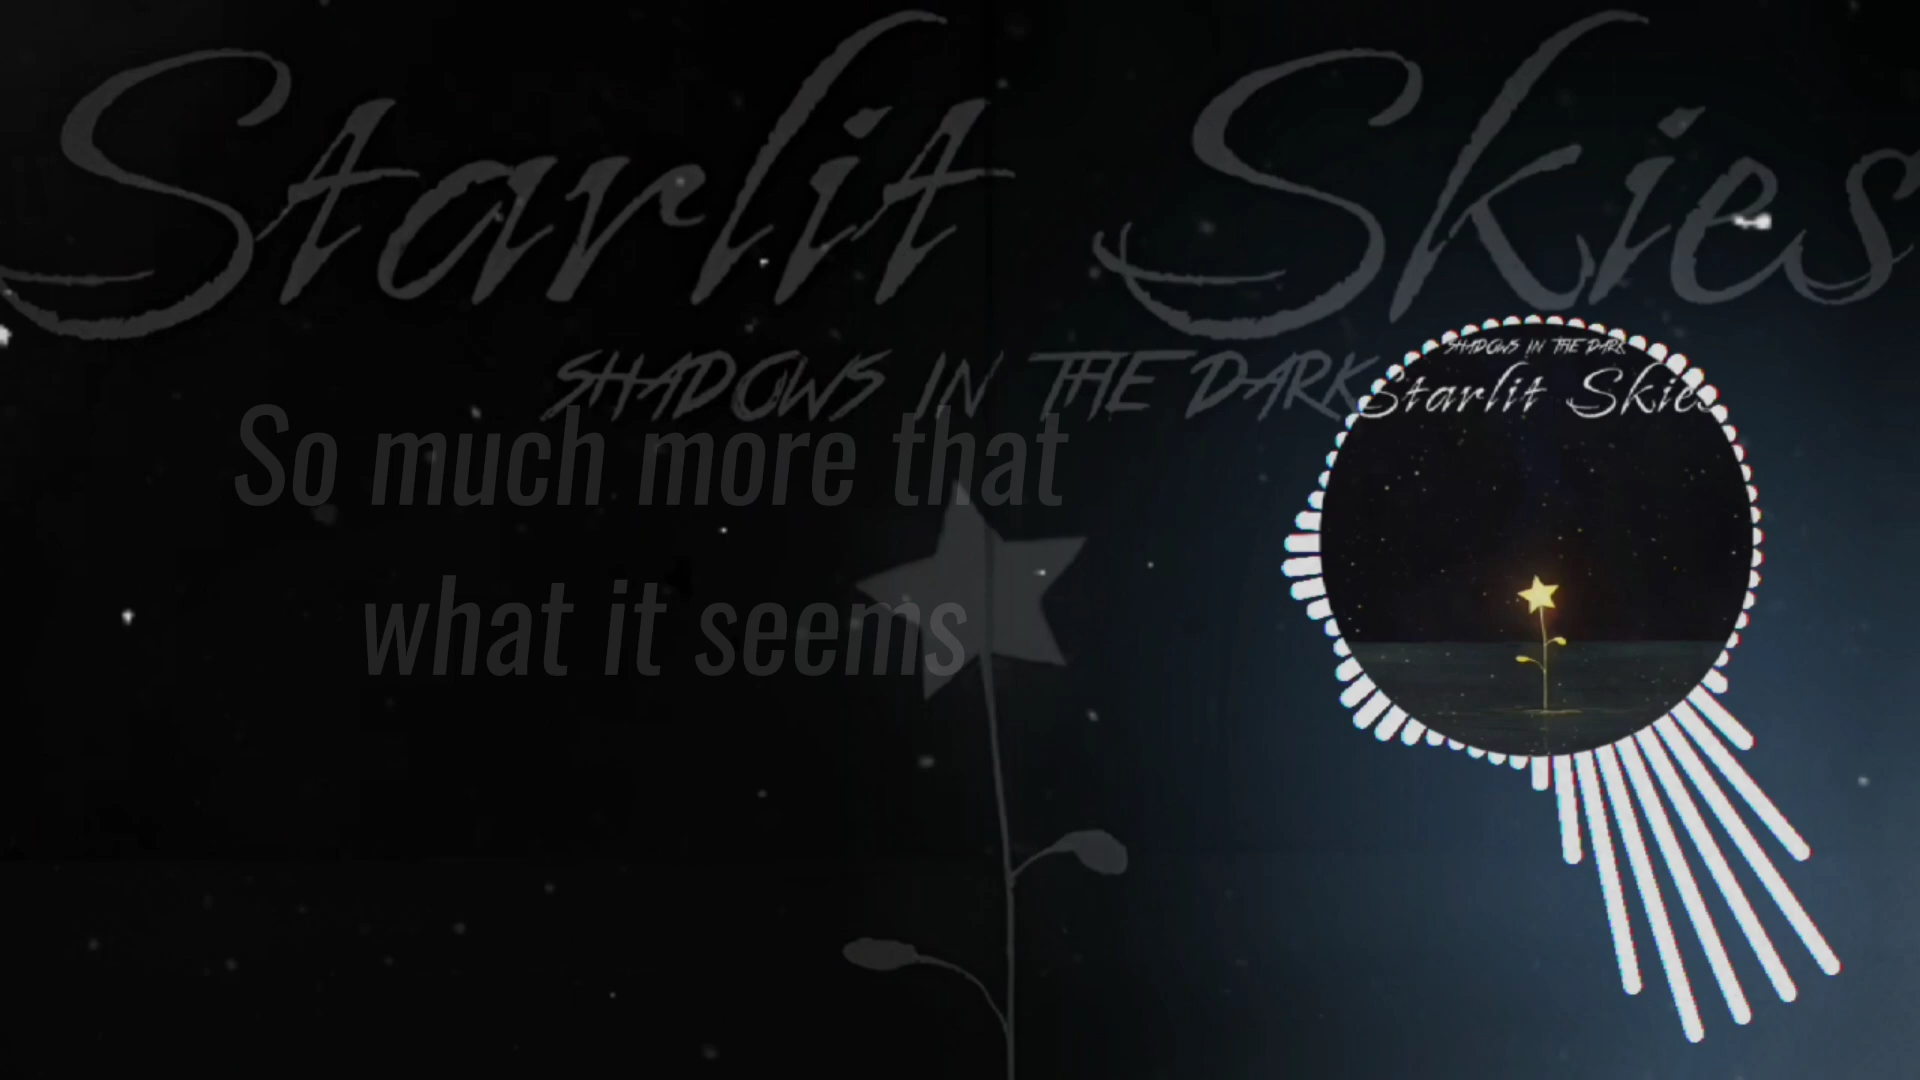 Starlit Skies
SHADOWS IN THE DARK
So much more that
what it seems
SHADOWS IN THE DARK
Starlit Skies